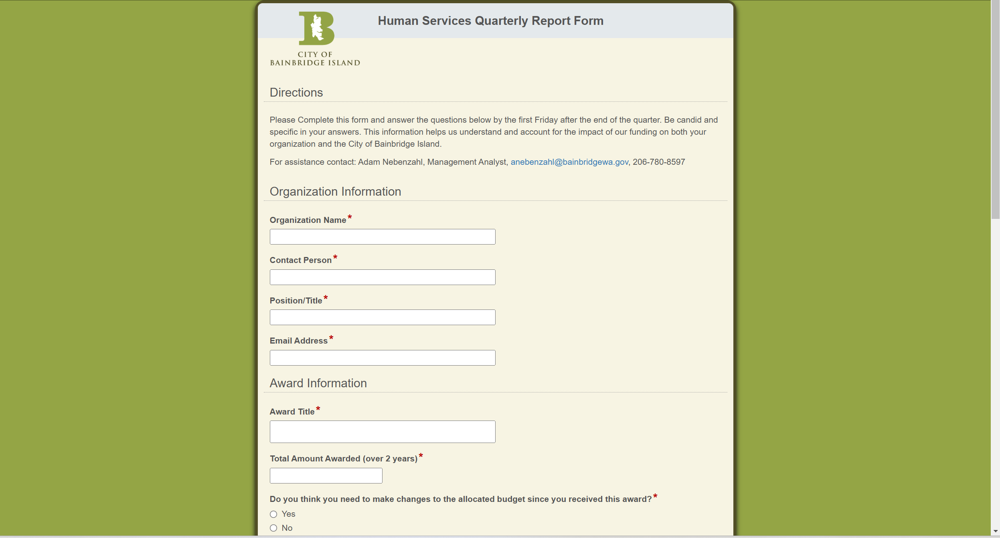 Human Services Quarterly Report Form
B
CITY OF
BAINBRIDGE ISLAND
Directions
Please Complete this form and answer the questions below by the first Friday after the end of the quarter. Be candid and
specific in your answers. This information helps us understand and account for the impact of our funding on both your
organization and the City of Bainbridge Island.
For assistance contact: Adam Nebenzahl, Management Analyst, anebenzahl@bainbridgewa.gov, 206-780-8597
Organization Information
Organization Name*
Contact Person*
Position/Title*
Email Address*
Award Information
Award Title*
Total Amount Awarded (over 2 years)*
Do you think you need to make changes to the allocated budget since you received this award?*
Yes
No